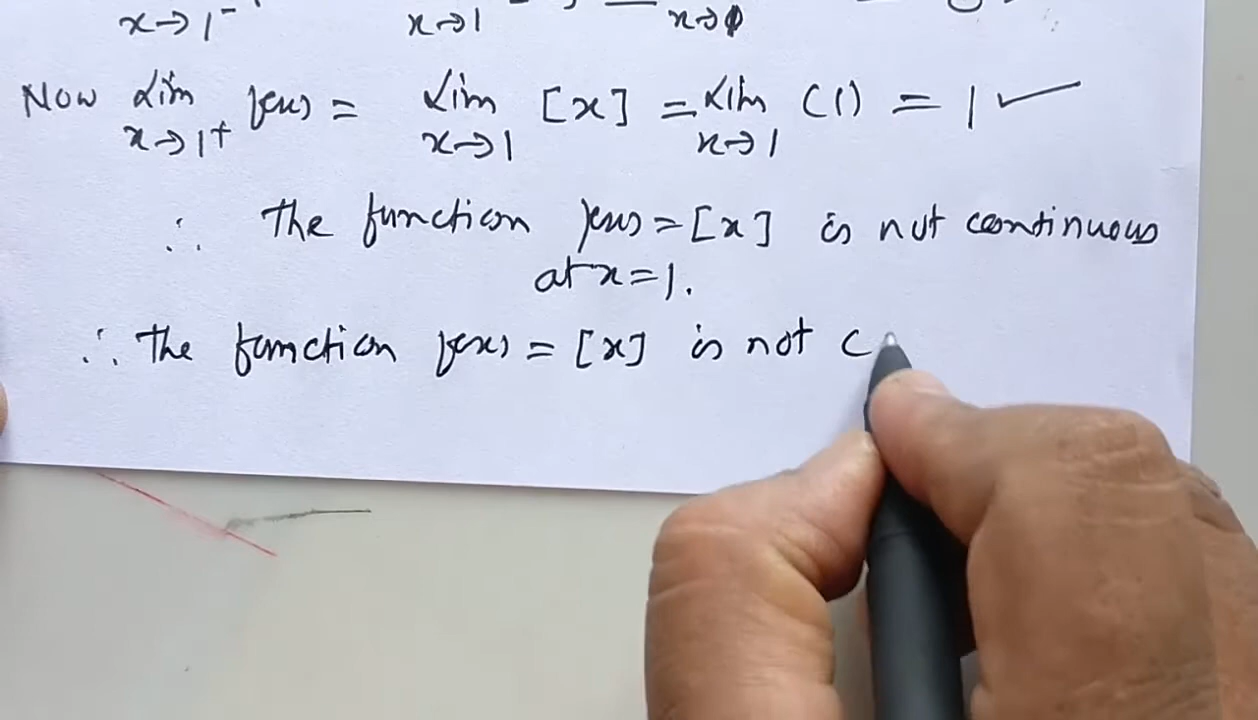 x→1⁻ x→1 x→0
Now Lim f(x) = Lim [x] = Lim (1) = 1 ✓
x→1+ x→1 x→1
∴ The function f(x) = [x] is not continuous
at x = 1.
∴ The function f(x) = [x] is not c